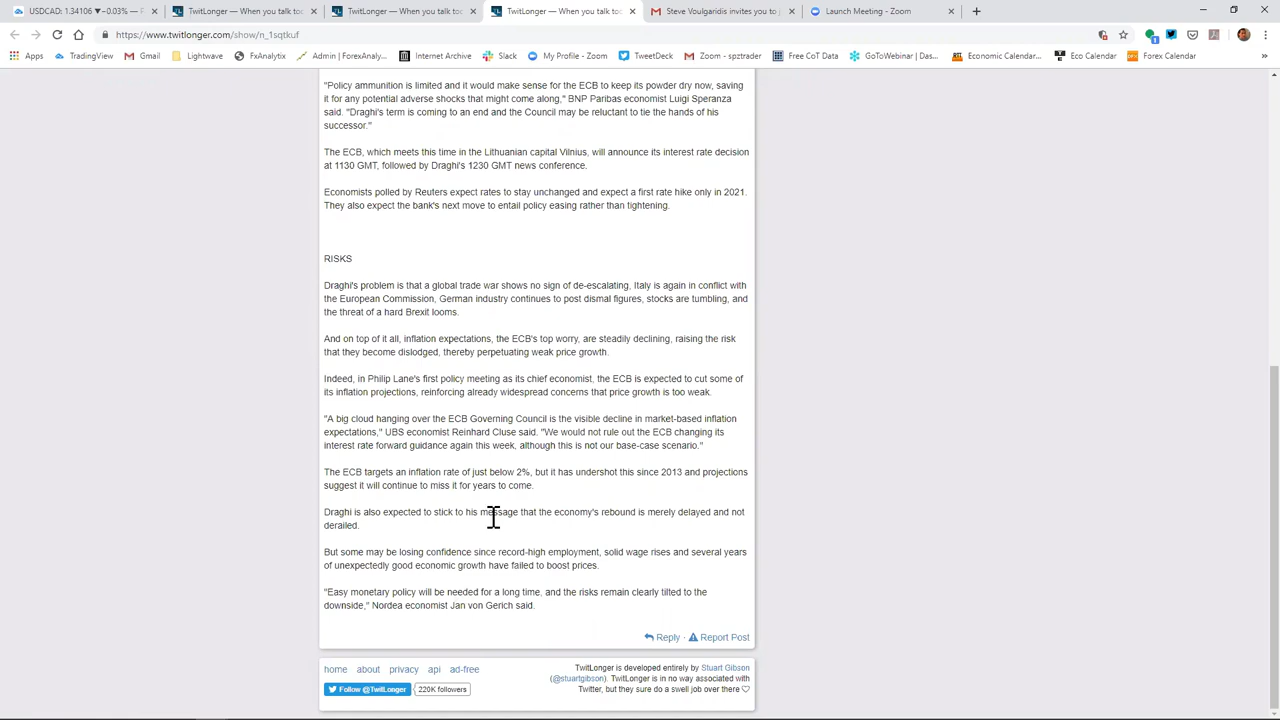 USDCAD: 1.34106 ▼−0.03% — F
TwitLonger — When you talk too
TwitLonger — When you talk too
TwitLonger — When you talk too
Steve Voulgaridis invites you to j
Launch Meeting - Zoom
https://www.twitlonger.com/show/n_1sqtkuf
Apps TradingView Gmail Lightwave FxAnalytix Admin | ForexAnaly... Internet Archive Slack My Profile - Zoom TweetDeck Zoom - spztrader Free CoT Data GoToWebinar | Das... Economic Calendar... Eco Calendar Forex Calendar »
"Policy ammunition is limited and it would make sense for the ECB to keep its powder dry now, saving
it for any potential adverse shocks that might come along," BNP Paribas economist Luigi Speranza
said. "Draghi's term is coming to an end and the Council may be reluctant to tie the hands of his
successor."
The ECB, which meets this time in the Lithuanian capital Vilnius, will announce its interest rate decision
at 1130 GMT, followed by Draghi's 1230 GMT news conference.
Economists polled by Reuters expect rates to stay unchanged and expect a first rate hike only in 2021.
They also expect the bank's next move to entail policy easing rather than tightening.
RISKS
Draghi's problem is that a global trade war shows no sign of de-escalating, Italy is again in conflict with
the European Commission, German industry continues to post dismal figures, stocks are tumbling, and
the threat of a hard Brexit looms.
And on top of it all, inflation expectations, the ECB's top worry, are steadily declining, raising the risk
that they become dislodged, thereby perpetuating weak price growth.
Indeed, in Philip Lane's first policy meeting as its chief economist, the ECB is expected to cut some of
its inflation projections, reinforcing already widespread concerns that price growth is too weak.
"A big cloud hanging over the ECB Governing Council is the visible decline in market-based inflation
expectations," UBS economist Reinhard Cluse said. "We would not rule out the ECB changing its
interest rate forward guidance again this week, although this is not our base-case scenario."
The ECB targets an inflation rate of just below 2%, but it has undershot this since 2013 and projections
suggest it will continue to miss it for years to come.
Draghi is also expected to stick to his message that the economy's rebound is merely delayed and not
derailed.
But some may be losing confidence since record-high employment, solid wage rises and several years
of unexpectedly good economic growth have failed to boost prices.
"Easy monetary policy will be needed for a long time, and the risks remain clearly tilted to the
downside," Nordea economist Jan von Gerich said.
Reply · Report Post
home about privacy api ad-free
Follow @TwitLonger 220K followers
TwitLonger is developed entirely by Stuart Gibson
(@stuartgibson). TwitLonger is in no way associated with
Twitter, but they sure do a swell job over there